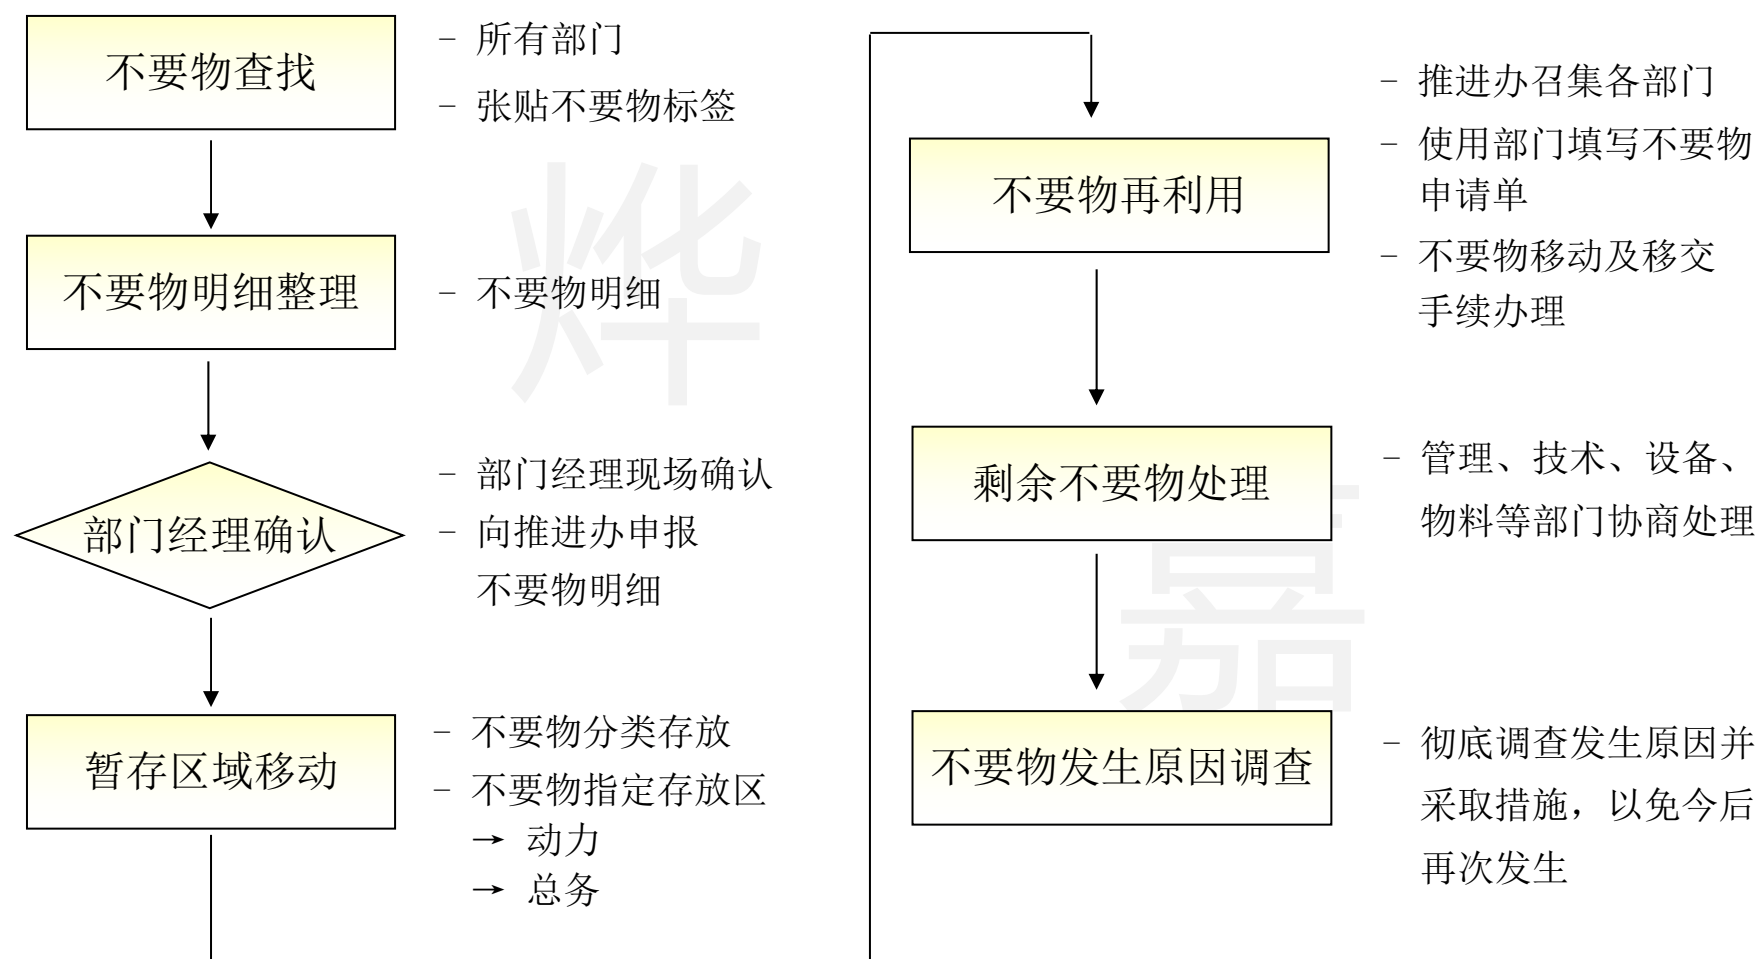 不要物查找
- 所有部门
- 张贴不要物标签
不要物明细整理
- 不要物明细
部门经理确认
- 部门经理现场确认
- 向推进办申报
不要物明细
暂存区域移动
- 不要物分类存放
- 不要物指定存放区
→ 动力
→ 总务
不要物再利用
- 推进办召集各部门
- 使用部门填写不要物
申请单
- 不要物移动及移交
手续办理
剩余不要物处理
- 管理、技术、设备、
物料等部门协商处理
不要物发生原因调查
- 彻底调查发生原因并
采取措施，以免今后
再次发生
烨
嘉